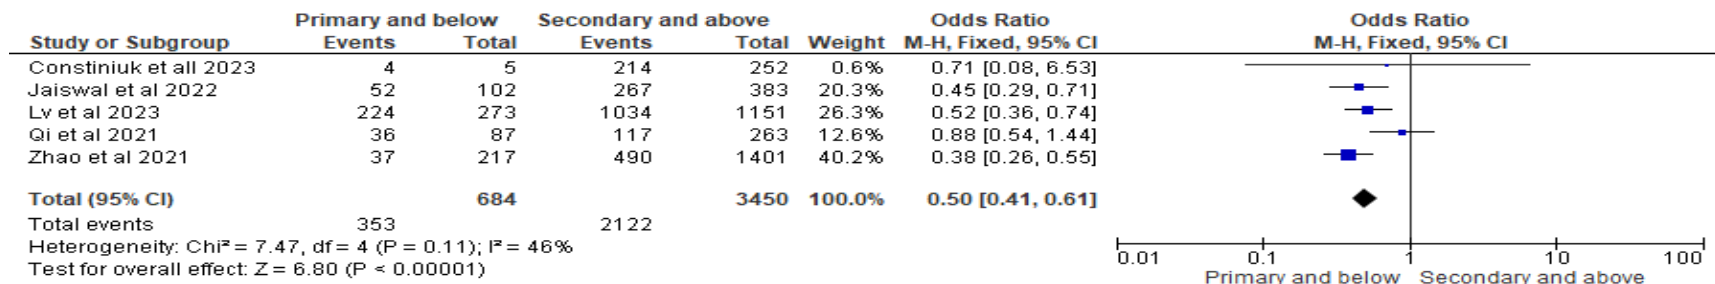 Primary and below Secondary and above Odds Ratio Odds Ratio
Study or Subgroup Events Total Events Total Weight M-H, Fixed, 95% CI M-H, Fixed, 95% CI
Constiniuk et all 2023 4 5 214 252 0.6% 0.71 [0.08, 6.53]
Jaiswal et al 2022 52 102 267 383 20.3% 0.45 [0.29, 0.71]
Lv et al 2023 224 273 1034 1151 26.3% 0.52 [0.36, 0.74]
Qi et al 2021 36 87 117 263 12.6% 0.88 [0.54, 1.44]
Zhao et al 2021 37 217 490 1401 40.2% 0.38 [0.26, 0.55]
Total (95% CI) 684 3450 100.0% 0.50 [0.41, 0.61]
Total events 353 2122
Heterogeneity: Chi² = 7.47, df = 4 (P = 0.11); I² = 46%
Test for overall effect: Z = 6.80 (P < 0.00001)
0.01 0.1 1 10 100
Primary and below Secondary and above